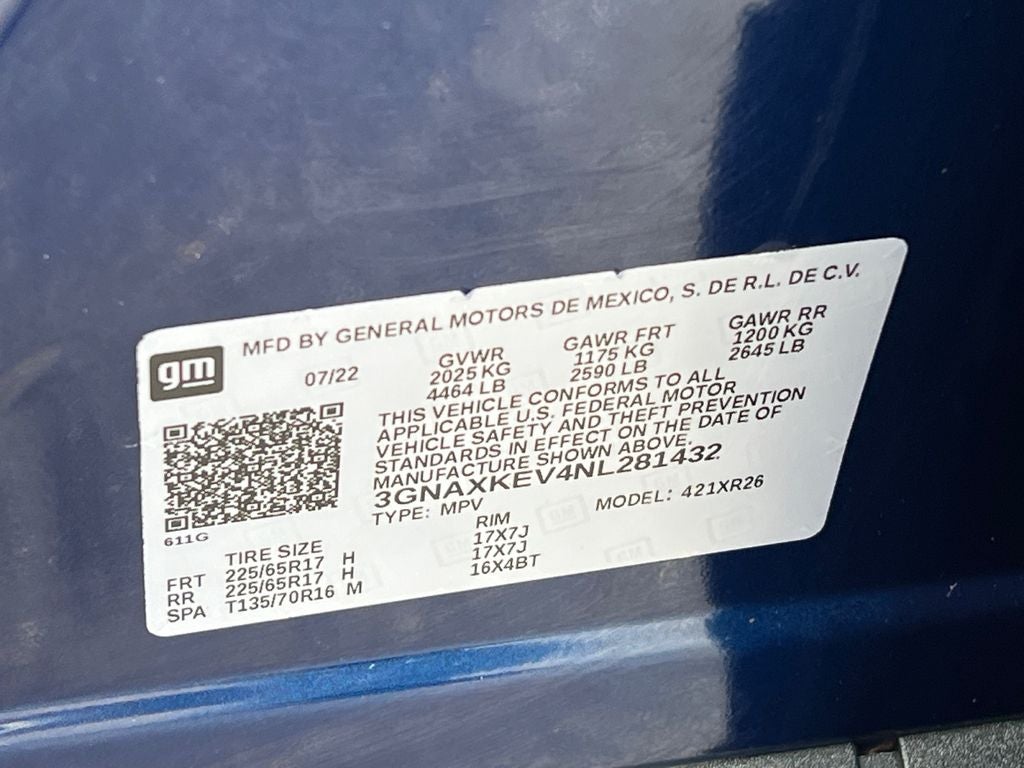 MFD BY GENERAL MOTORS DE MEXICO, S. DE R.L. DE C.V.
gm
07/22
GVWR
2025 KG
4464 LB
GAWR FRT
1175 KG
2590 LB
GAWR RR
1200 KG
2645 LB
THIS VEHICLE CONFORMS TO ALL
APPLICABLE U.S. FEDERAL MOTOR
VEHICLE SAFETY AND THEFT PREVENTION
STANDARDS IN EFFECT ON THE DATE OF
MANUFACTURE SHOWN ABOVE.
3GNAXKEV4NL281432
TYPE: MPV MODEL: 421XR26
611G
TIRE SIZE RIM
FRT 225/65R17 H 17X7J
RR 225/65R17 H 17X7J
SPA T135/70R16 M 16X4BT